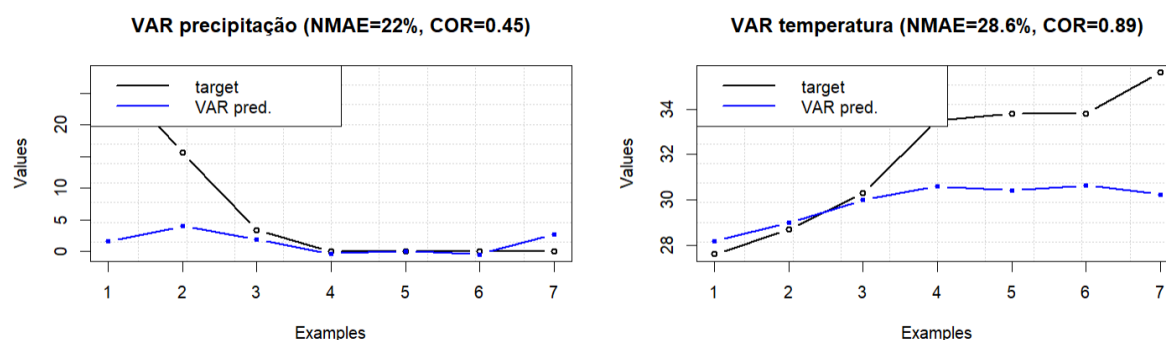 VAR precipitação (NMAE=22%, COR=0.45)
target
VAR pred.
Values
20
10
5
0
1 2 3 4 5 6 7
Examples
VAR temperatura (NMAE=28.6%, COR=0.89)
target
VAR pred.
Values
34
32
30
28
1 2 3 4 5 6 7
Examples